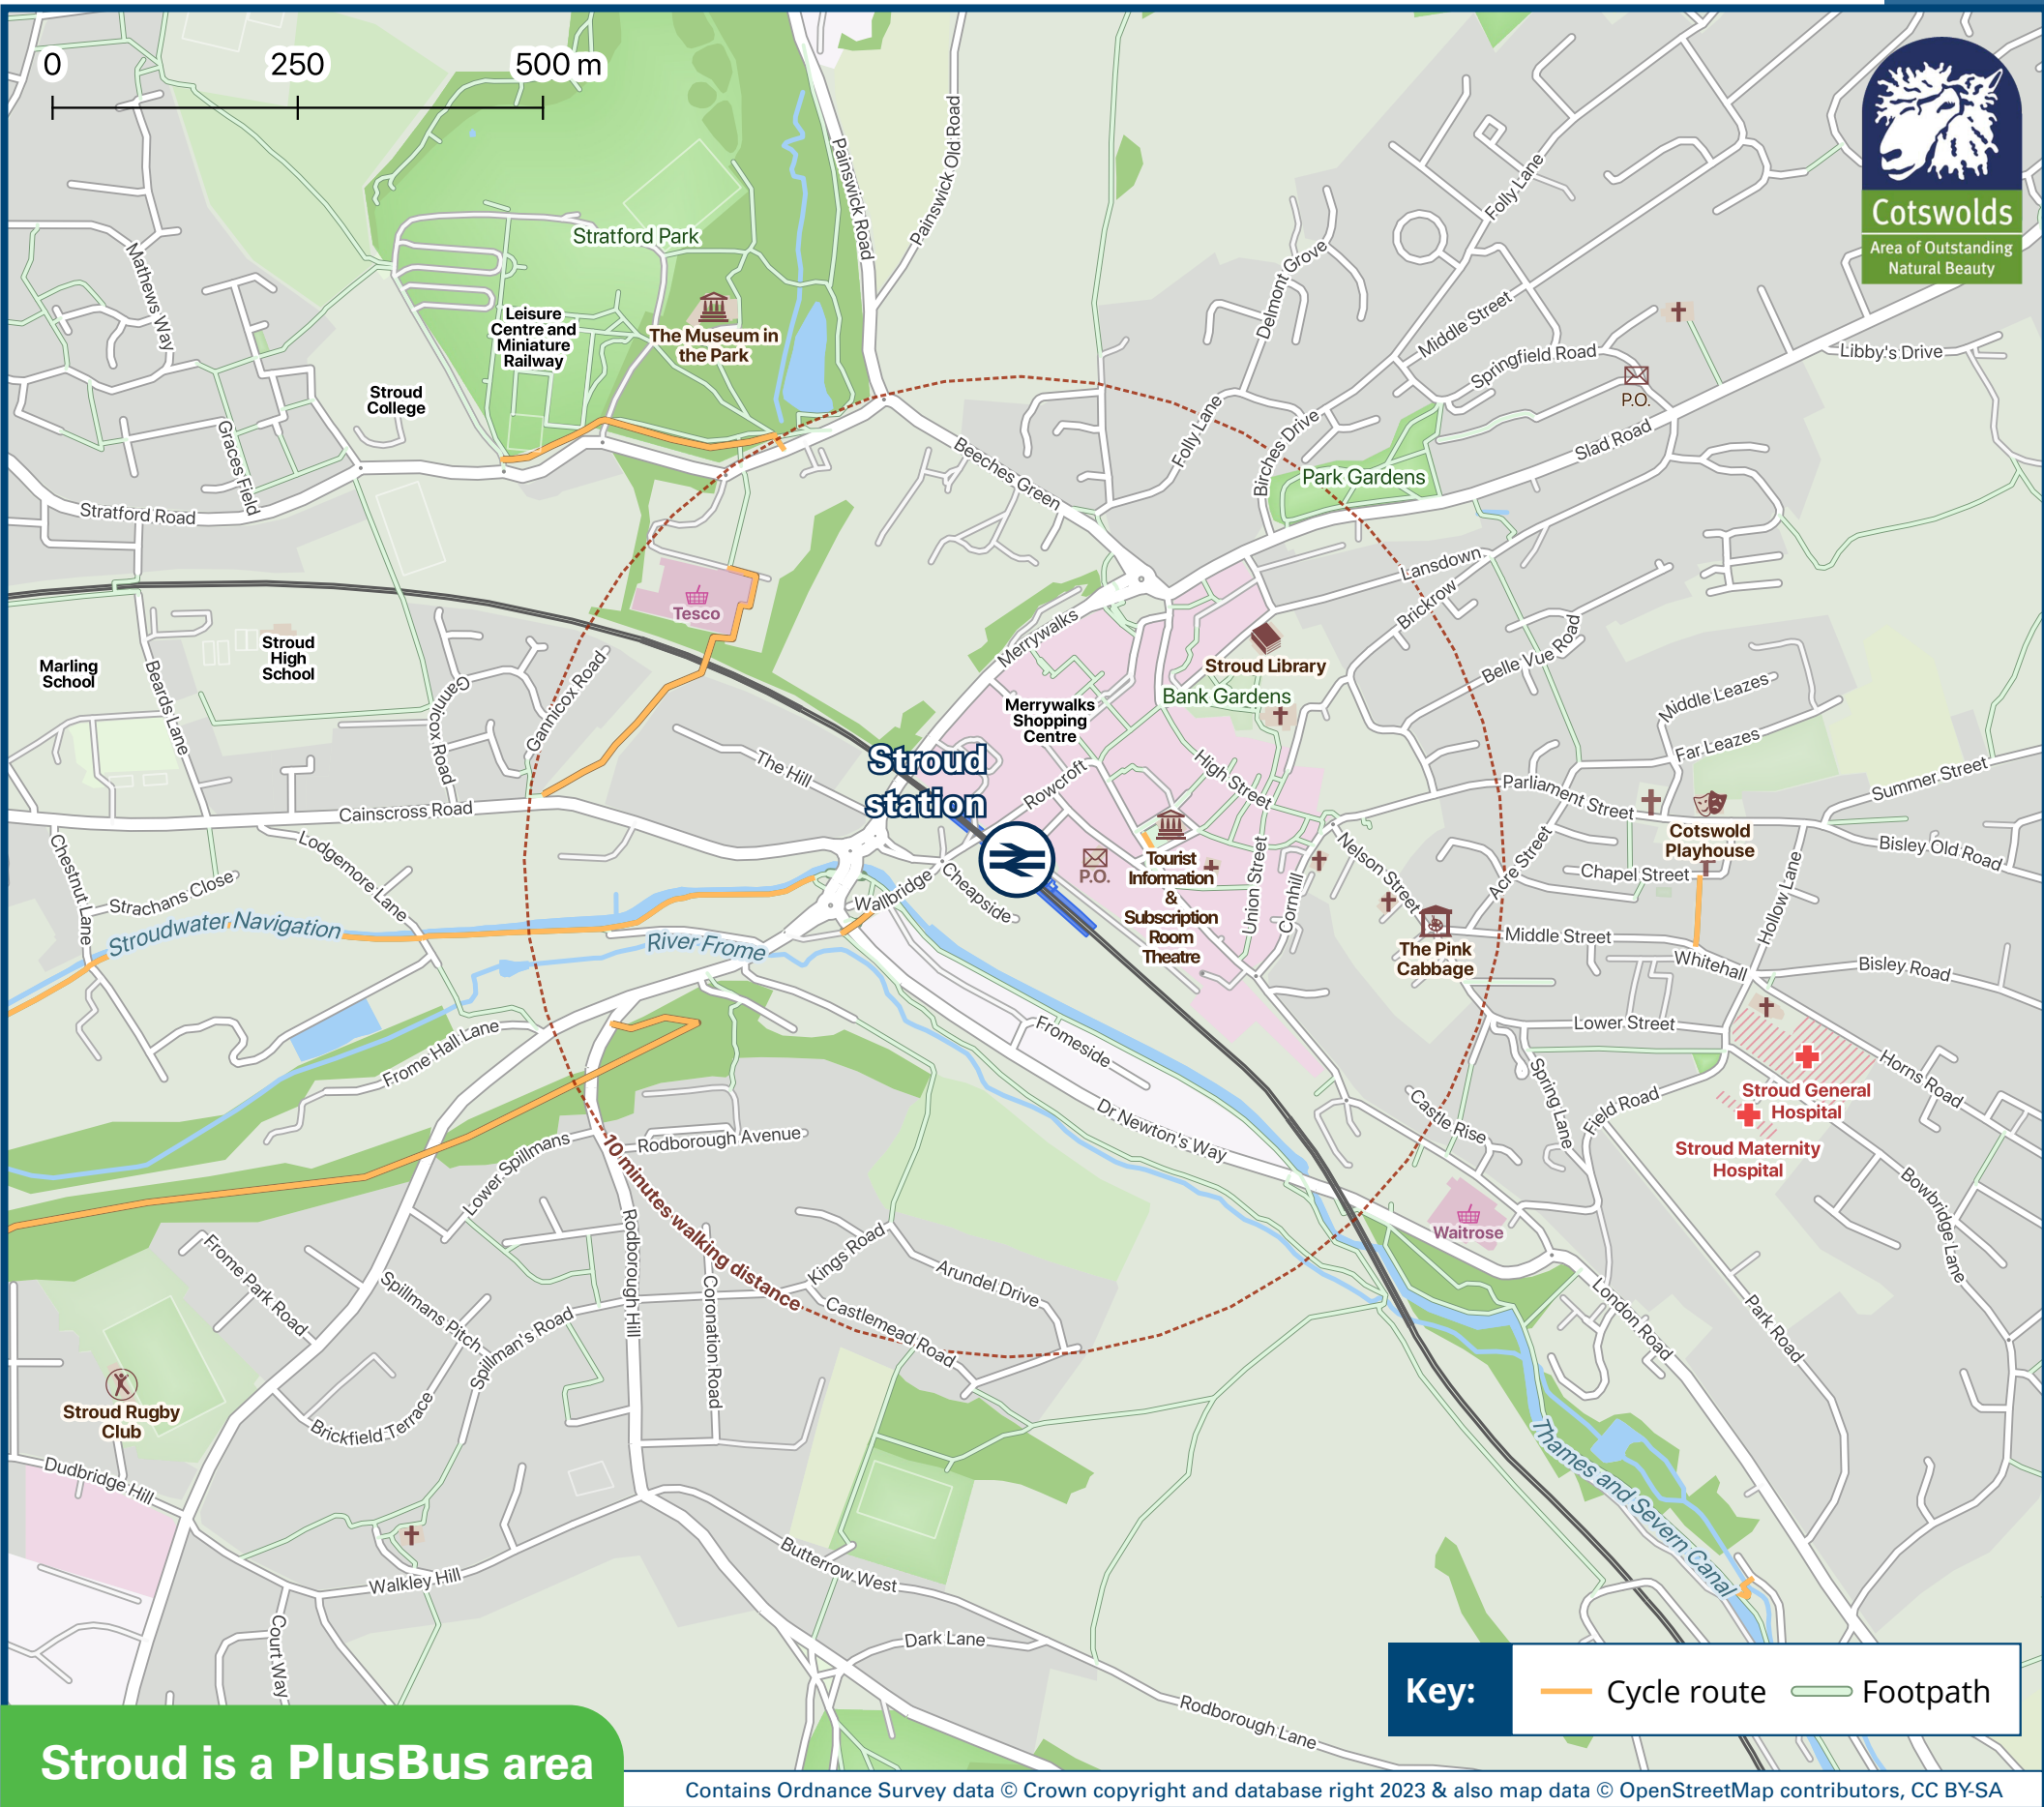 0 250 500 m
Cotswolds
Area of Outstanding
Natural Beauty
Painswick Road
Painswick Old Road
Folly Lane
Stratford Park
Mathews Way
Delmont Grove
Leisure
Centre and
Miniature
Railway
The Museum in
the Park
Middle Street
Springfield Road
Libby's Drive
P.O.
Stroud
College
Graces Field
Folly Lane
Birches Drive
Beeches Green
Slad Road
Park Gardens
Stratford Road
Lansdown
Brickrow
Tesco
Merrywalks
Stroud
High
School
Marling
School
Beards Lane
Gannicox Road
Gannicox Road
Stroud Library
Bank Gardens
Belle Vue Road
Middle Leazes
Far Leazes
Merrywalks
Shopping
Centre
Stroud
station
The Hill
Rowcroft
High Street
Parliament Street
Summer Street
Cainscross Road
Cotswold
Playhouse
Bisley Old Road
Lodgemore Lane
Chestnut Lane
Strachans Close
Wallbridge
Cheapside
P.O.
Tourist
Information
&
Subscription
Room
Theatre
Union Street
Cornhill
Nelson Street
Acre Street
Chapel Street
Hollow Lane
Stroudwater Navigation
River Frome
The Pink
Cabbage
Middle Street
Whitehall
Bisley Road
Lower Street
Frome Hall Lane
Fromeside
Dr Newton's Way
Castle Rise
Spring Lane
Field Road
Stroud General
Hospital
Horns Road
Stroud Maternity
Hospital
Rodborough Avenue
Lower Spillmans
10 minutes walking distance
Waitrose
Bowbridge Lane
Frome Park Road
Spillmans Pitch
Spillman's Road
Rodborough Hill
Coronation Road
Kings Road
Arundel Drive
Castlemead Road
London Road
Park Road
Stroud Rugby
Club
Brickfield Terrace
Dudbridge Hill
Thames and Severn Canal
Walkley Hill
Butterrow West
Court Way
Dark Lane
Rodborough Lane
Key:
Cycle route
Footpath
Stroud is a PlusBus area
Contains Ordnance Survey data © Crown copyright and database right 2023 & also map data © OpenStreetMap contributors, CC BY-SA